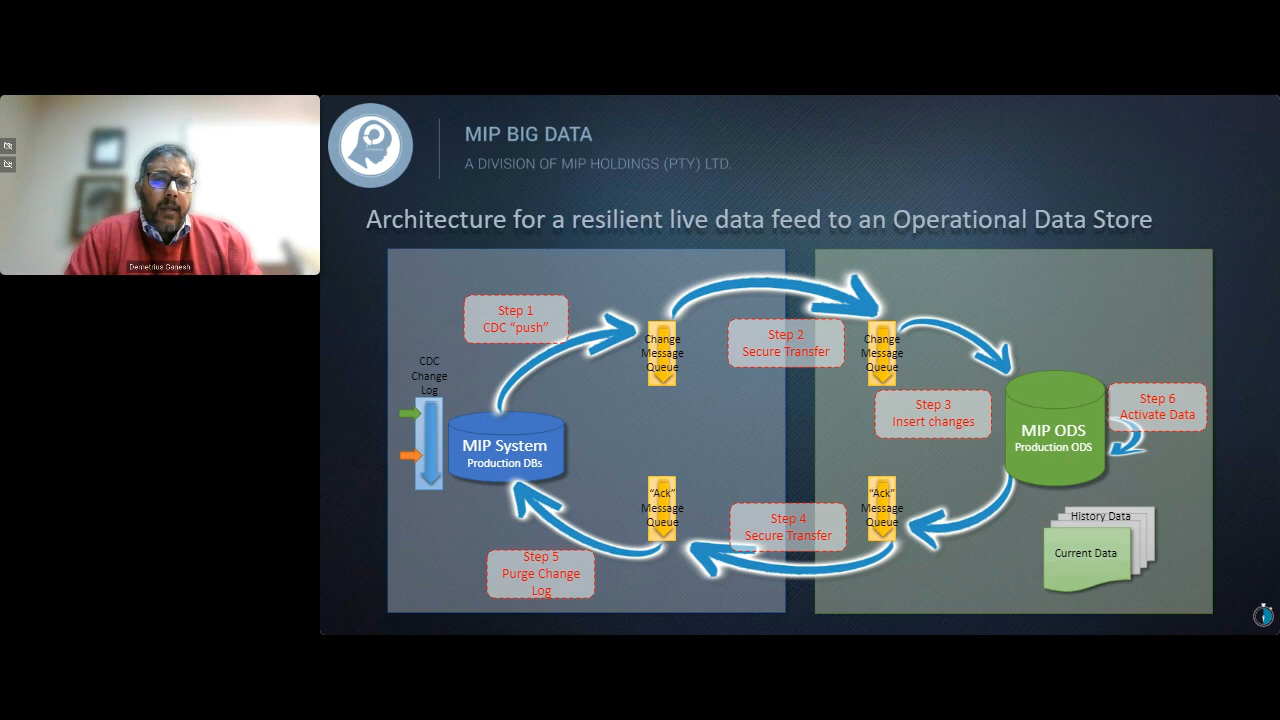 MIP BIG DATA
A DIVISION OF MIP HOLDINGS (PTY) LTD.
Architecture for a resilient live data feed to an Operational Data Store
Demetrius Ganesh
Step 1
CDC “push”
Change
Message
Queue
Step 2
Secure Transfer
Change
Message
Queue
CDC
Change
Log
MIP System
Production DBs
Step 3
Insert changes
MIP ODS
Production ODS
Step 6
Activate Data
“Ack”
Message
Queue
Step 4
Secure Transfer
“Ack”
Message
Queue
Step 5
Purge Change
Log
History Data
Current Data